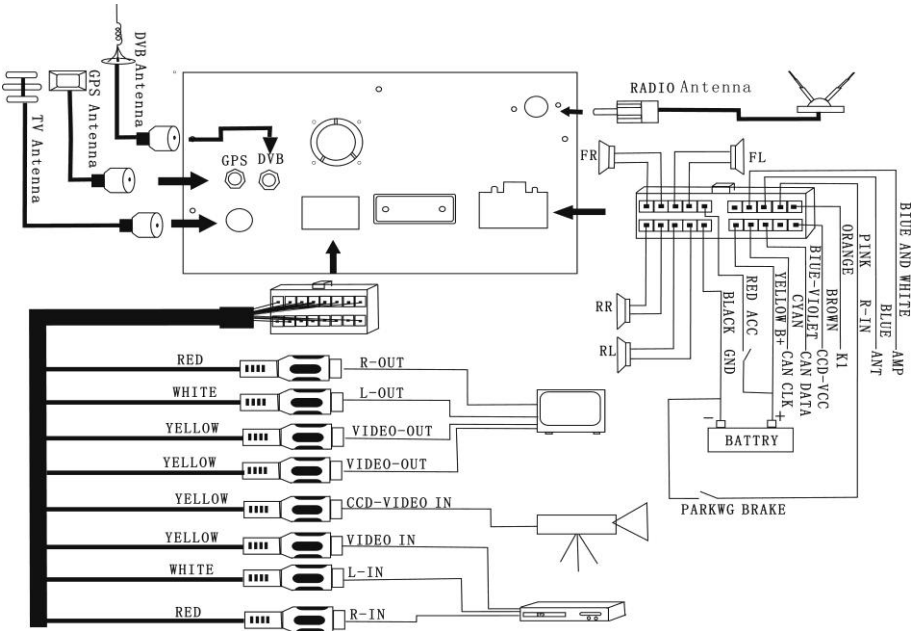 DVB Antenna
GPS Antenna
TV Antenna
GPS DVB
RADIO Antenna
FR
FL
RR
RL
BLACK GND
RED ACC
YELLOW B+
BIUE-VIOLET CAN CLK
CYAN CAN DATA
BROWN CCD-VCC
ORANGE K1
PINK R-IN
BLUE ANT
BIUE AND WHITE AMP
- +
BATTRY
PARKWG BRAKE
RED R-OUT
WHITE L-OUT
YELLOW VIDEO-OUT
YELLOW VIDEO-OUT
YELLOW CCD-VIDEO IN
YELLOW VIDEO IN
WHITE L-IN
RED R-IN